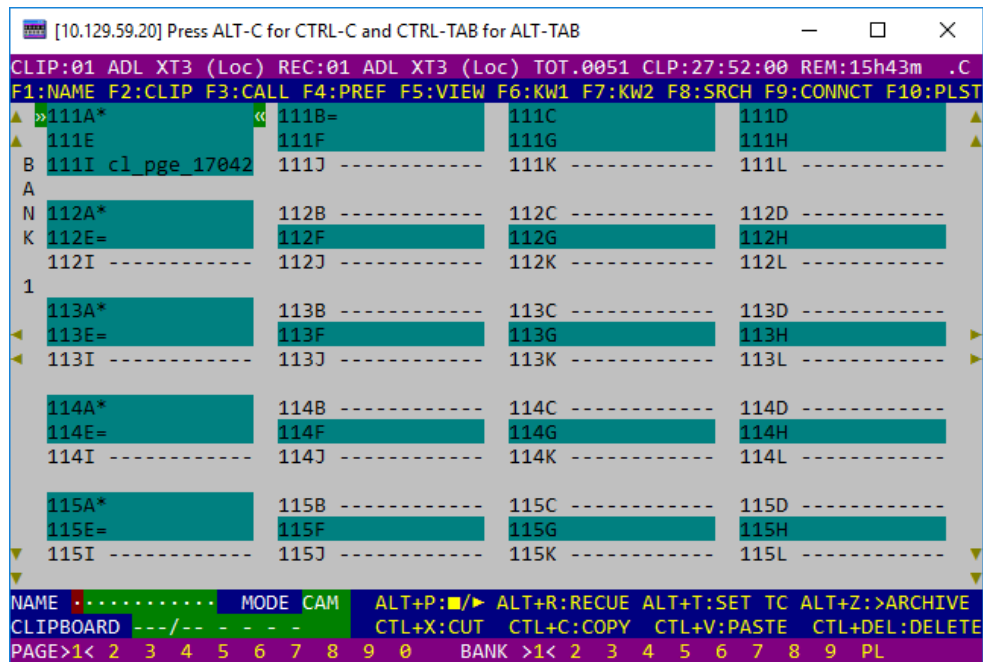 [10.129.59.20] Press ALT-C for CTRL-C and CTRL-TAB for ALT-TAB
CLIP:01 ADL XT3 (Loc) REC:01 ADL XT3 (Loc) TOT.0051 CLP:27:52:00 REM:15h43m .C
F1:NAME F2:CLIP F3:CALL F4:PREF F5:VIEW F6:KW1 F7:KW2 F8:SRCH F9:CONNCT F10:PLST
»111A* « 111B= 111C 111D
111E 111F 111G 111H
B 111I cl_pge_17042 111J ------------ 111K ------------ 111L ------------
A
N 112A* 112B ------------ 112C ------------ 112D ------------
K 112E= 112F 112G 112H
112I ------------ 112J ------------ 112K ------------ 112L ------------
1
113A* 113B ------------ 113C ------------ 113D ------------
113E= 113F 113G 113H
113I ------------ 113J ------------ 113K ------------ 113L ------------
114A* 114B ------------ 114C ------------ 114D ------------
114E= 114F 114G 114H
114I ------------ 114J ------------ 114K ------------ 114L ------------
115A* 115B ------------ 115C ------------ 115D ------------
115E= 115F 115G 115H
115I ------------ 115J ------------ 115K ------------ 115L ------------
NAME ············ MODE CAM ALT+P:■/► ALT+R:RECUE ALT+T:SET TC ALT+Z:>ARCHIVE
CLIPBOARD ---/-- - - - - CTL+X:CUT CTL+C:COPY CTL+V:PASTE CTL+DEL:DELETE
PAGE>1< 2 3 4 5 6 7 8 9 0 BANK >1< 2 3 4 5 6 7 8 9 PL